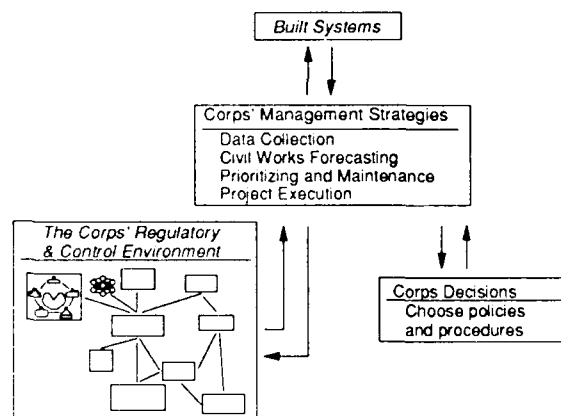 Built Systems
Corps' Management Strategies
Data Collection
Civil Works Forecasting
Prioritizing and Maintenance
Project Execution
The Corps' Regulatory
& Control Environment
Corps Decisions
Choose policies
and procedures